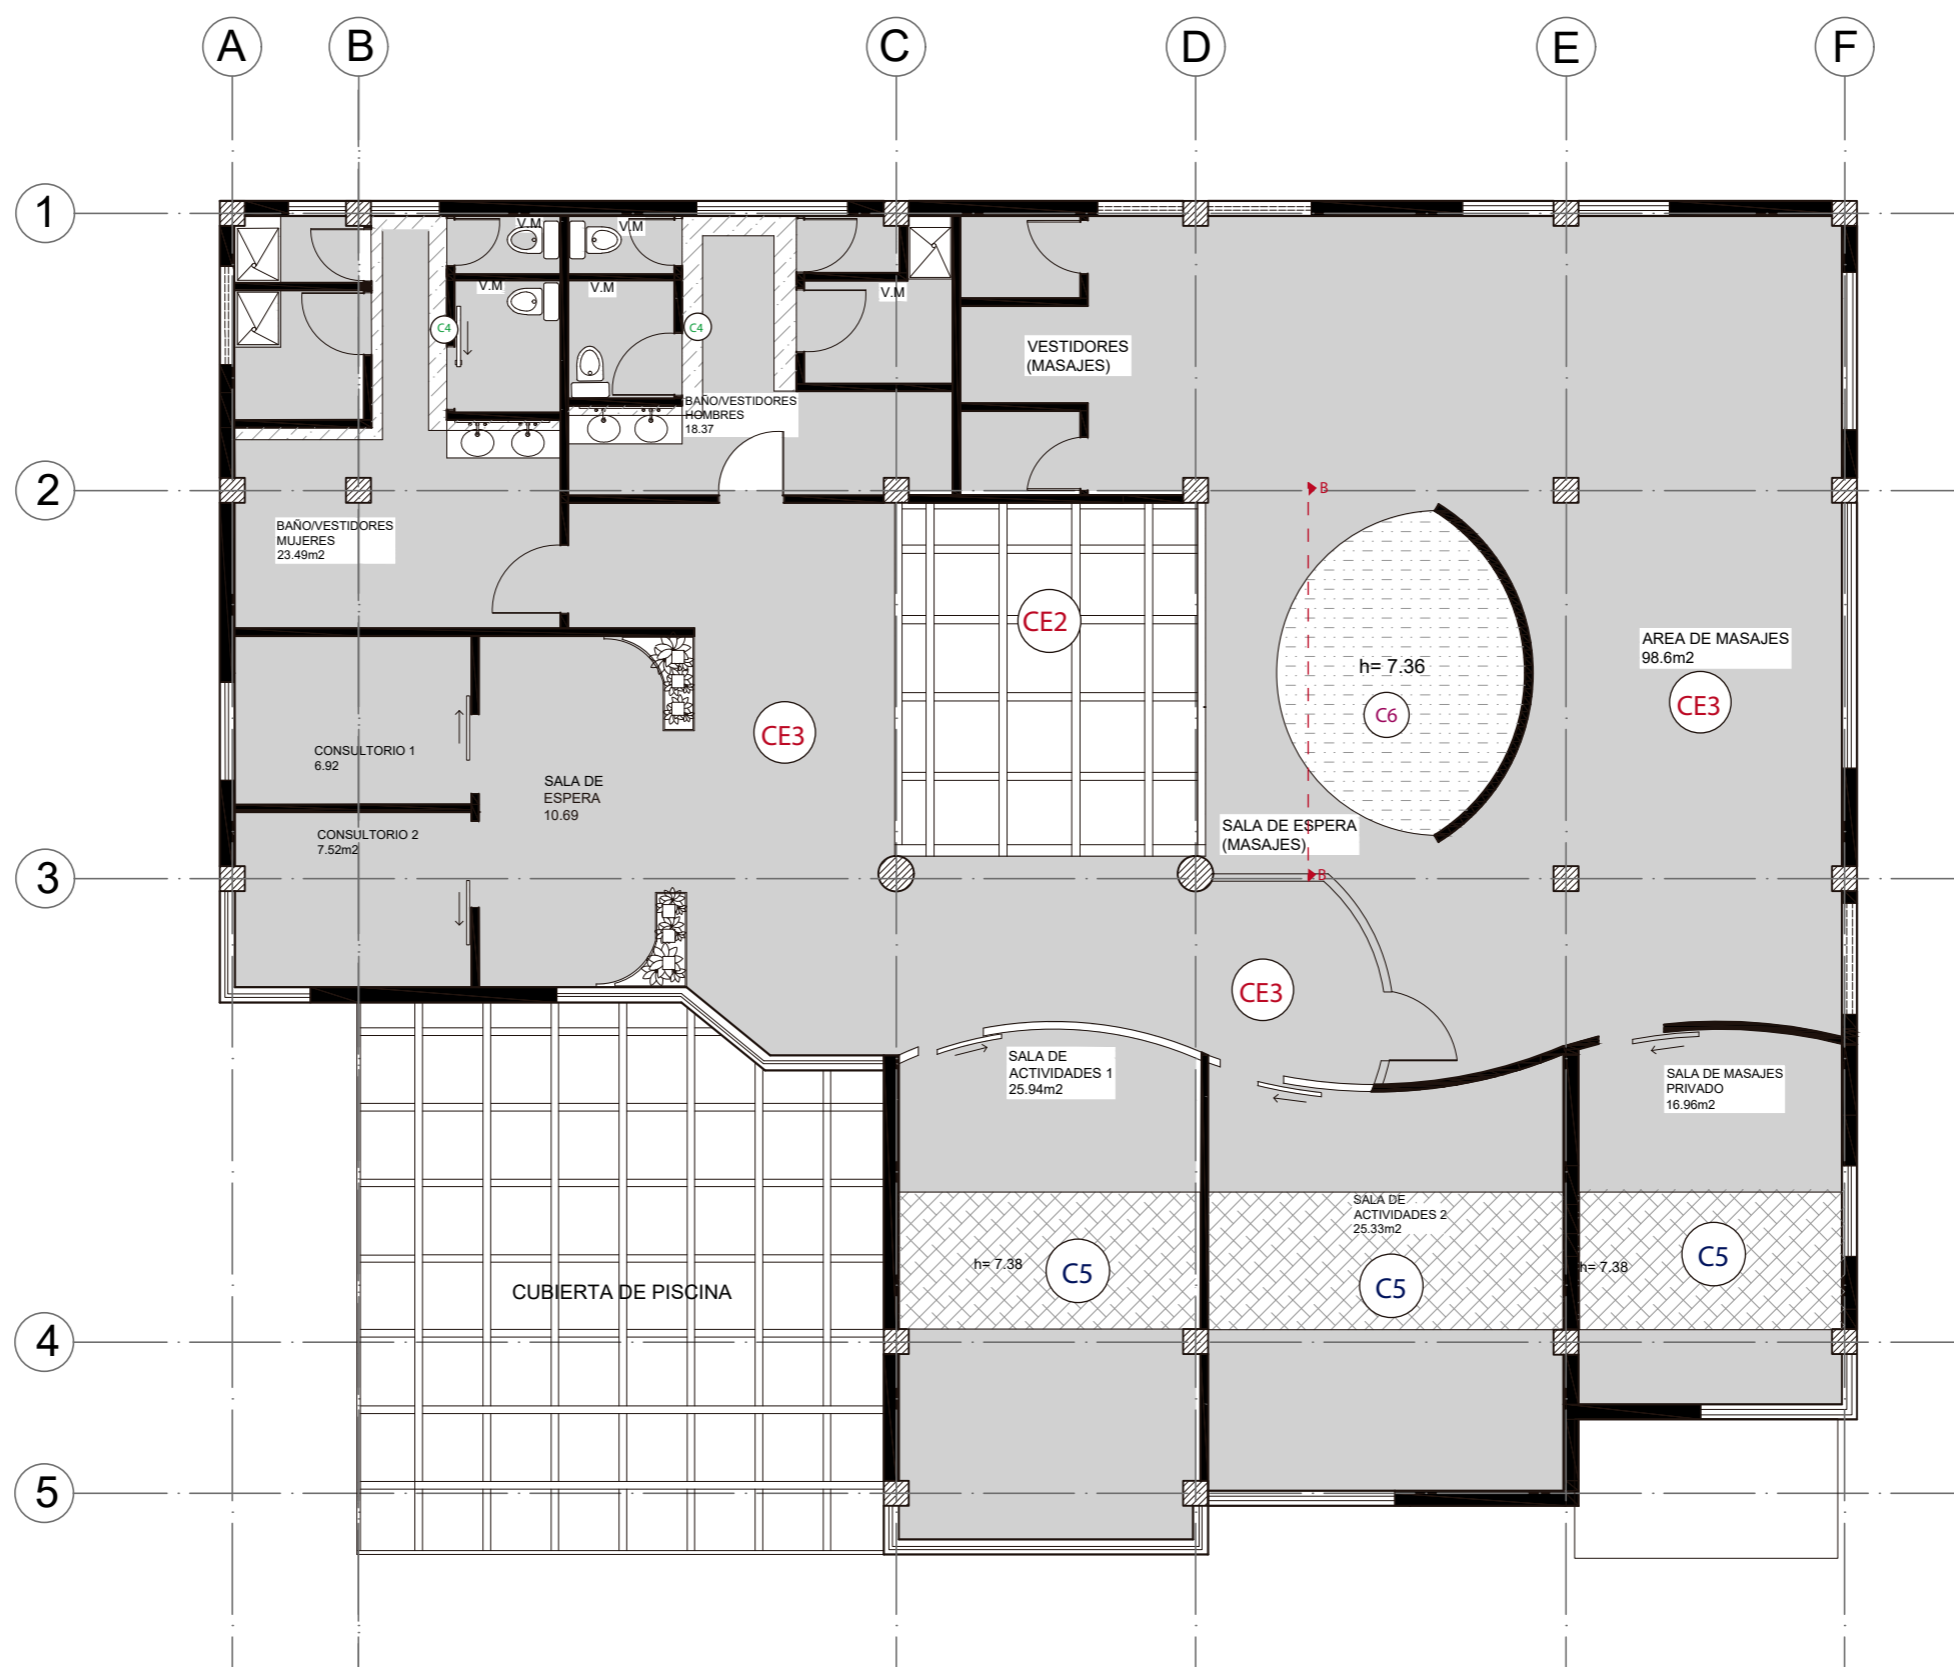 A
B
C
D
E
F
1
V.M
V.M
V.M
V.M
V.M
C4
C4
VESTIDORES
(MASAJES)
BAÑO/VESTIDORES
HOMBRES
18.37
2
B
BAÑO/VESTIDORES
MUJERES
23.49m2
CE2
AREA DE MASAJES
98.6m2
h= 7.36
CE3
C6
CE3
CONSULTORIO 1
6.92
SALA DE
ESPERA
10.69
CONSULTORIO 2
7.52m2
SALA DE ESPERA
(MASAJES)
3
B
CE3
SALA DE
ACTIVIDADES 1
25.94m2
SALA DE MASAJES
PRIVADO
16.96m2
SALA DE
ACTIVIDADES 2
25.33m2
h= 7.38
C5
C5
h= 7.38
C5
CUBIERTA DE PISCINA
4
5